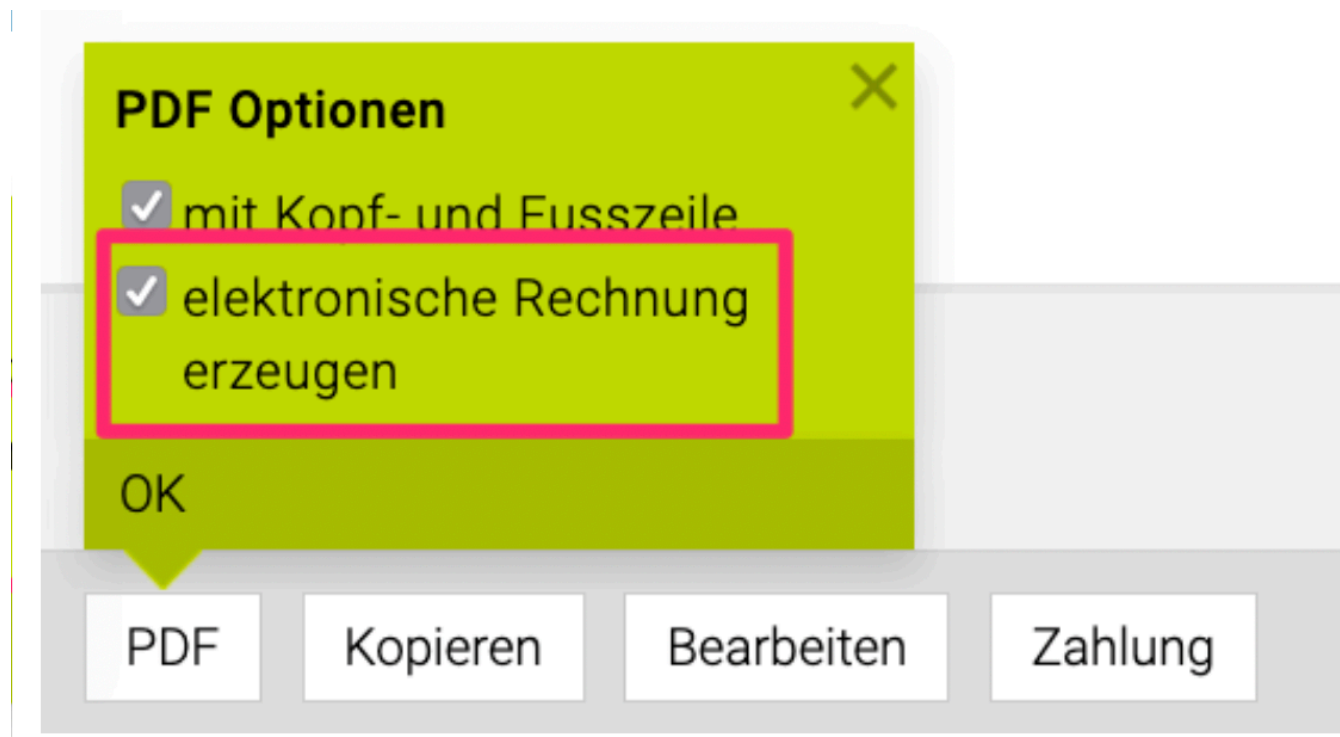 PDF Optionen
mit Kopf- und Fusszeile
elektronische Rechnung
erzeugen
OK
PDF Kopieren Bearbeiten Zahlung